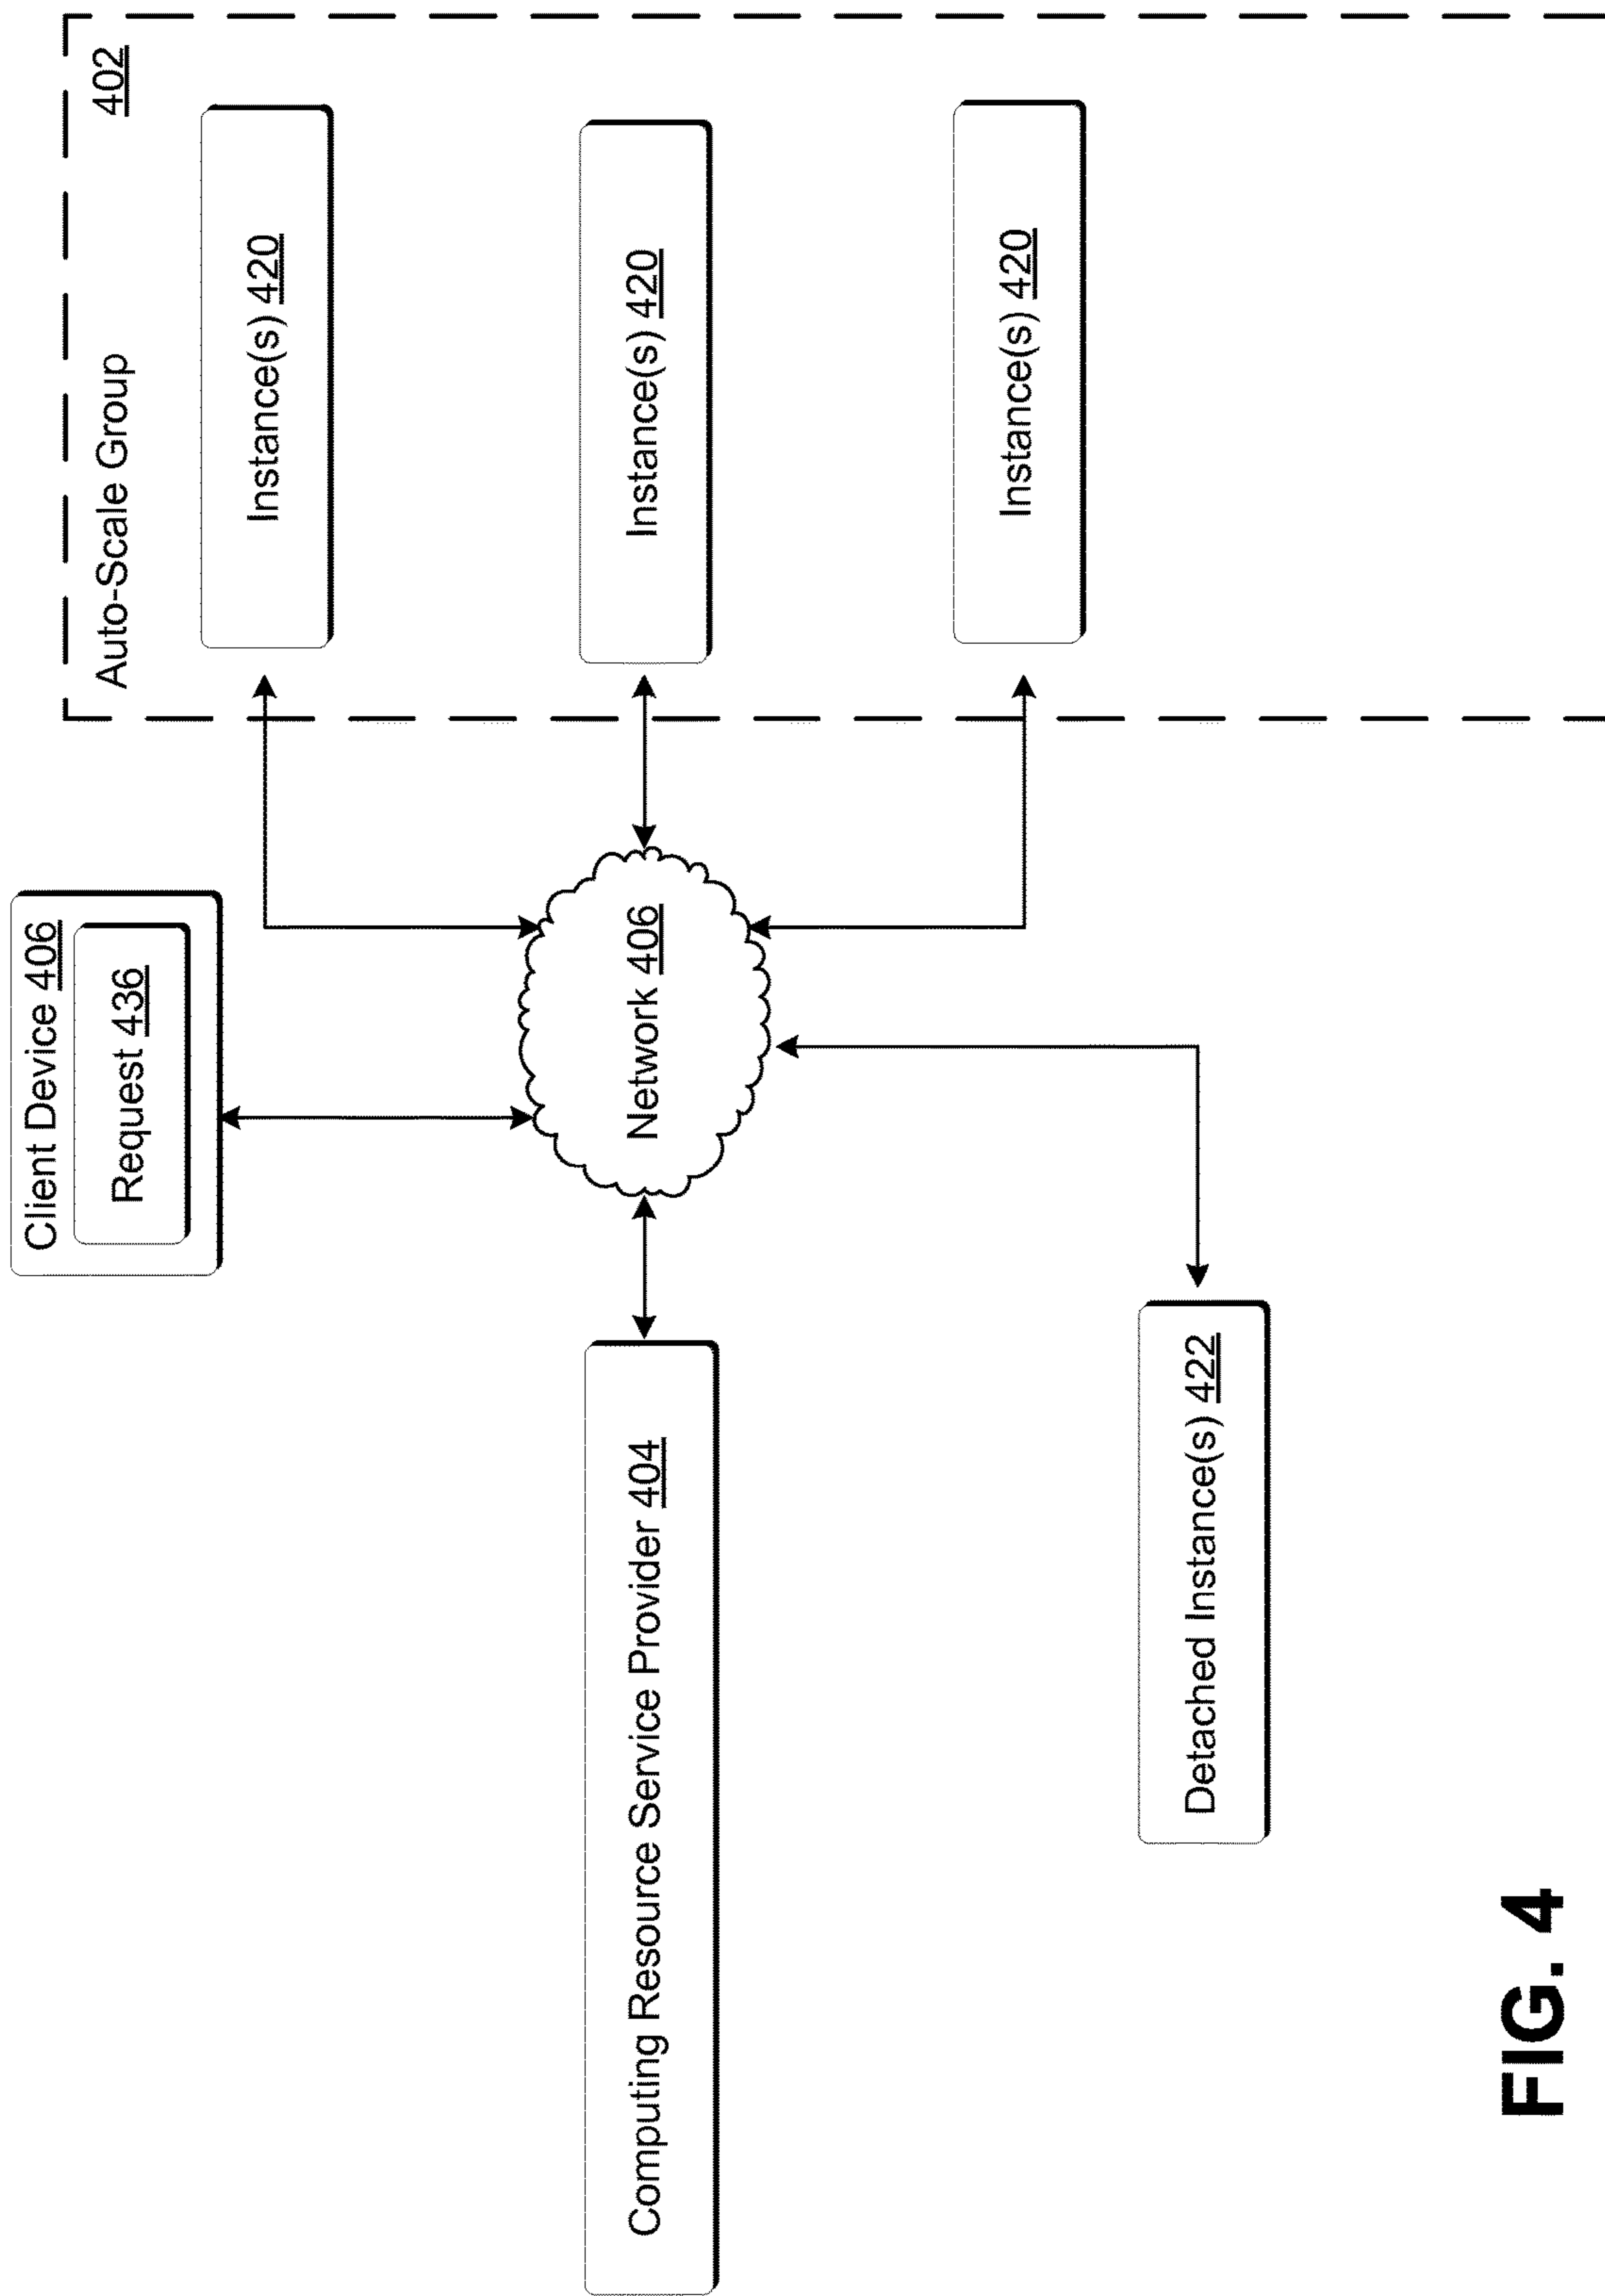 Client Device 406
Request 436
Auto-Scale Group
402
Instance(s) 420
Computing Resource Service Provider 404
Network 406
Instance(s) 420
Instance(s) 420
Detached Instance(s) 422
FIG. 4